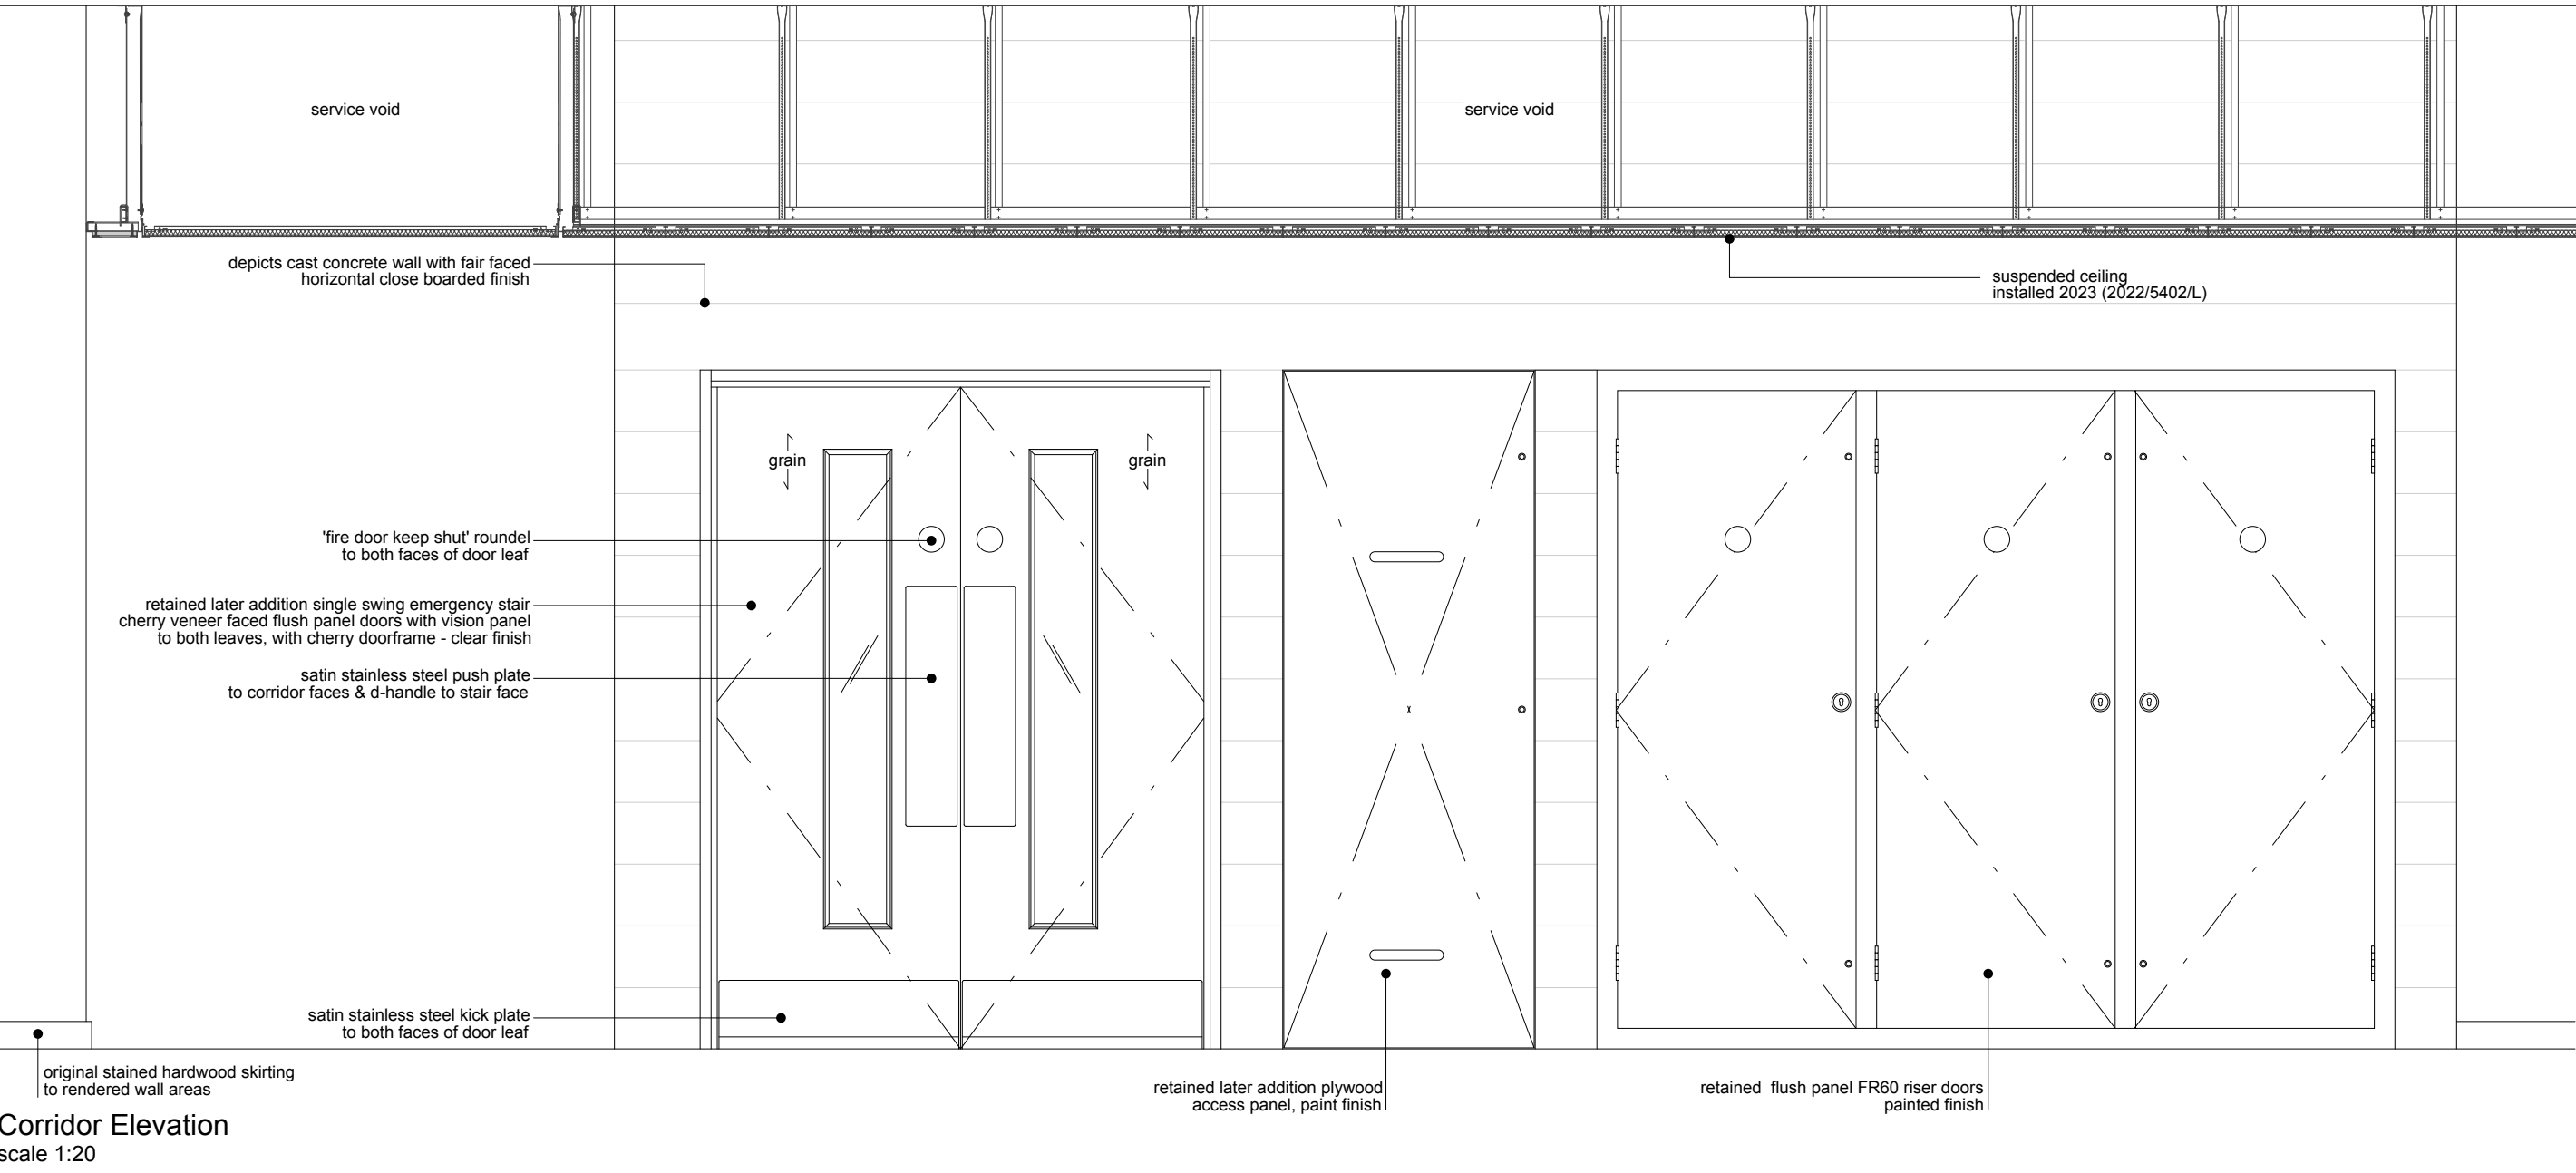 service void
service void
depicts cast concrete wall with fair faced
horizontal close boarded finish
suspended ceiling
installed 2023 (2022/5402/L)
grain
grain
'fire door keep shut' roundel
to both faces of door leaf
retained later addition single swing emergency stair
cherry veneer faced flush panel doors with vision panel
to both leaves, with cherry doorframe - clear finish
satin stainless steel push plate
to corridor faces & d-handle to stair face
satin stainless steel kick plate
to both faces of door leaf
original stained hardwood skirting
to rendered wall areas
retained later addition plywood
access panel, paint finish
retained  flush panel FR60 riser doors
painted finish
Corridor Elevation
scale 1:20